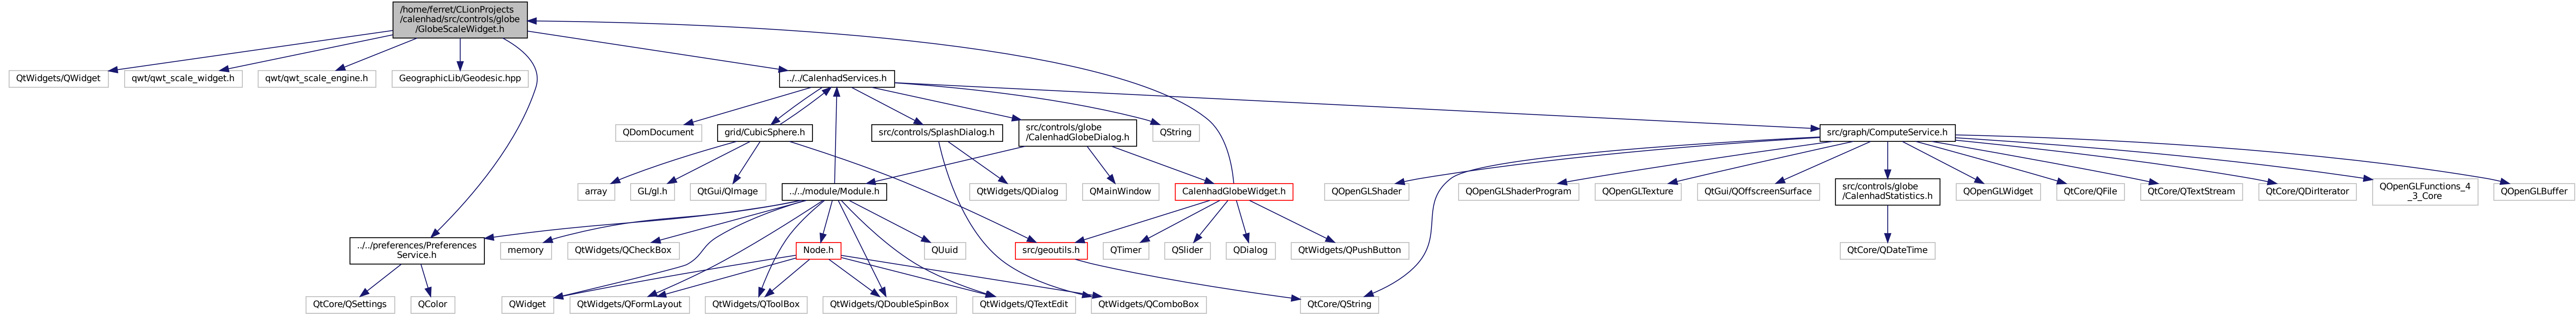 /home/ferret/CLionProjects
/calenhad/src/controls/globe
/GlobeScaleWidget.h
QtWidgets/QWidget
qwt/qwt_scale_widget.h
qwt/qwt_scale_engine.h
GeographicLib/Geodesic.hpp
../../CalenhadServices.h
QDomDocument
grid/CubicSphere.h
src/controls/SplashDialog.h
src/controls/globe
/CalenhadGlobeDialog.h
QString
src/graph/ComputeService.h
array
GL/gl.h
QtGui/QImage
../../module/Module.h
QtWidgets/QDialog
QMainWindow
CalenhadGlobeWidget.h
QOpenGLShader
QOpenGLShaderProgram
QOpenGLTexture
QtGui/QOffscreenSurface
src/controls/globe
/CalenhadStatistics.h
QOpenGLWidget
QtCore/QFile
QtCore/QTextStream
QtCore/QDirIterator
QOpenGLFunctions_4
_3_Core
QOpenGLBuffer
../../preferences/Preferences
Service.h
memory
QtWidgets/QCheckBox
Node.h
QUuid
src/geoutils.h
QTimer
QSlider
QDialog
QtWidgets/QPushButton
QtCore/QDateTime
QtCore/QSettings
QColor
QWidget
QtWidgets/QFormLayout
QtWidgets/QToolBox
QtWidgets/QDoubleSpinBox
QtWidgets/QTextEdit
QtWidgets/QComboBox
QtCore/QString